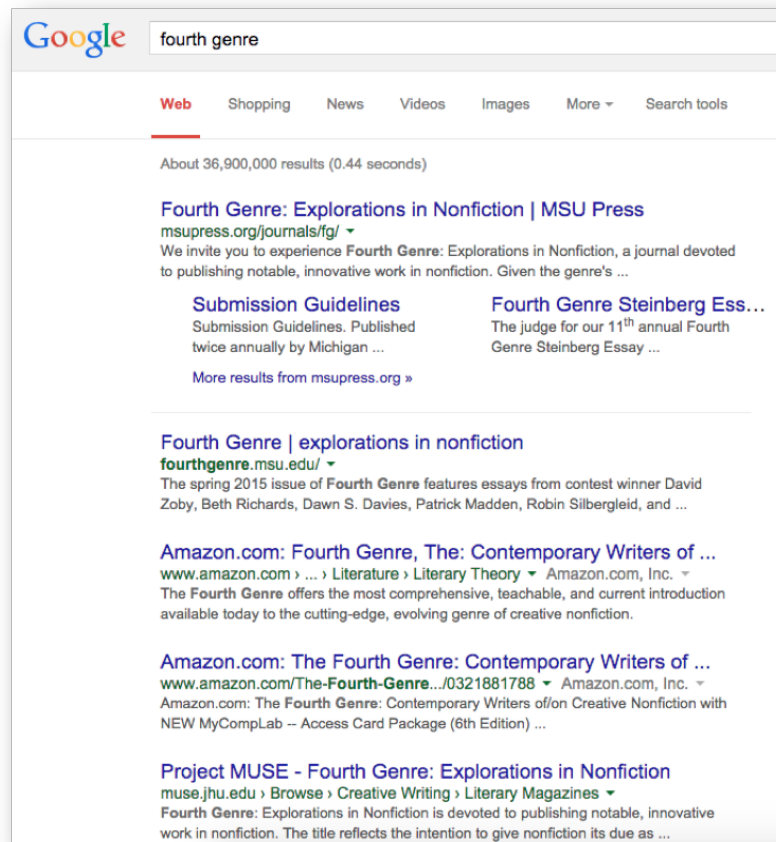 Google
fourth genre
Web Shopping News Videos Images More Search tools
About 36,900,000 results (0.44 seconds)
Fourth Genre: Explorations in Nonfiction | MSU Press
msupress.org/journals/fg/
We invite you to experience Fourth Genre: Explorations in Nonfiction, a journal devoted
to publishing notable, innovative work in nonfiction. Given the genre's ...
Submission Guidelines
Submission Guidelines. Published
twice annually by Michigan ...
Fourth Genre Steinberg Ess...
The judge for our 11th annual Fourth
Genre Steinberg Essay ...
More results from msupress.org »
Fourth Genre | explorations in nonfiction
fourthgenre.msu.edu/
The spring 2015 issue of Fourth Genre features essays from contest winner David
Zoby, Beth Richards, Dawn S. Davies, Patrick Madden, Robin Silbergleid, and ...
Amazon.com: Fourth Genre, The: Contemporary Writers of ...
www.amazon.com › ... › Literature › Literary Theory Amazon.com, Inc.
The Fourth Genre offers the most comprehensive, teachable, and current introduction
available today to the cutting-edge, evolving genre of creative nonfiction.
Amazon.com: The Fourth Genre: Contemporary Writers of ...
www.amazon.com/The-Fourth-Genre.../0321881788 Amazon.com, Inc.
Amazon.com: The Fourth Genre: Contemporary Writers of/on Creative Nonfiction with
NEW MyCompLab -- Access Card Package (6th Edition) ...
Project MUSE - Fourth Genre: Explorations in Nonfiction
muse.jhu.edu › Browse › Creative Writing › Literary Magazines
Fourth Genre: Explorations in Nonfiction is devoted to publishing notable, innovative
work in nonfiction. The title reflects the intention to give nonfiction its due as ...